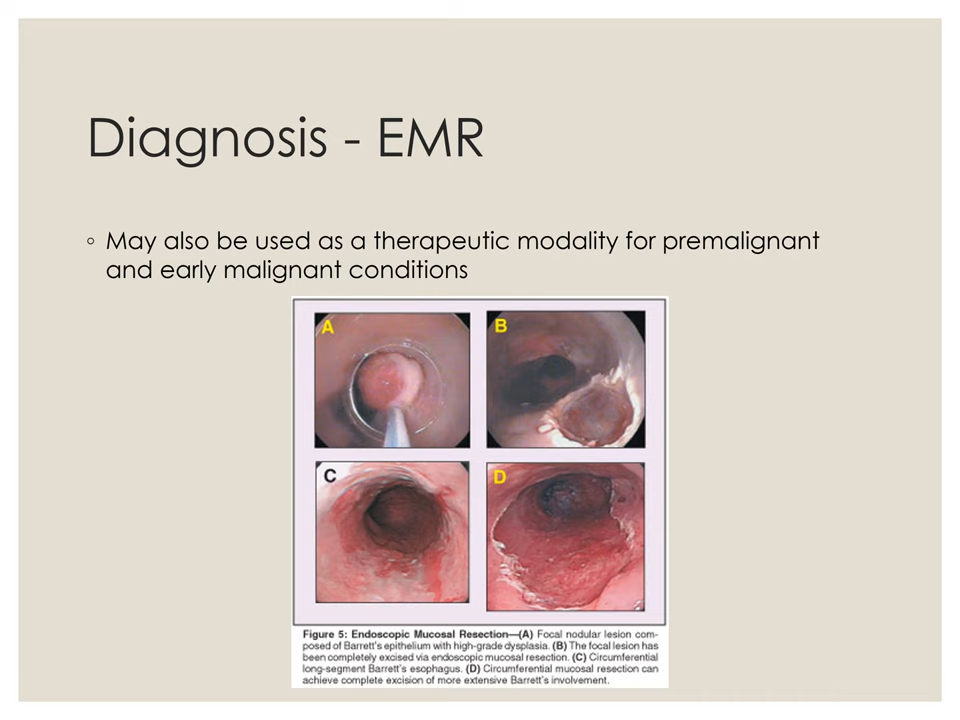 Diagnosis - EMR
◦ May also be used as a therapeutic modality for premalignant
and early malignant conditions
A
B
C
D
Figure 5: Endoscopic Mucosal Resection—(A) Focal nodular lesion com-
posed of Barrett's epithelium with high-grade dysplasia. (B) The focal lesion has
been completely excised via endoscopic mucosal resection. (C) Circumferential
long-segment Barrett's esophagus. (D) Circumferential mucosal resection can
achieve complete excision of more extensive Barrett's involvement.